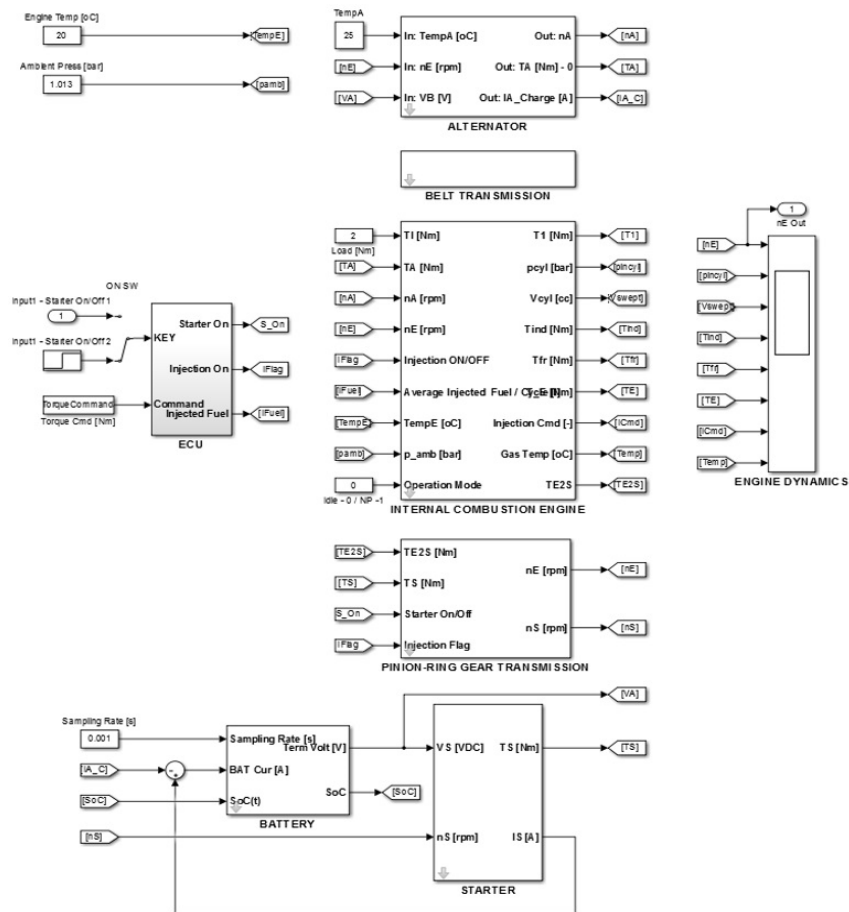 Engine Temp [oC]
20
[TempE]
Ambient Press [bar]
1.013
[pamb]
TempA
25
In: TempA [oC]
Out: nA
[nA]
[nE]
In: nE [rpm]
Out: TA [Nm] - 0
[TA]
[VA]
In: VB [V]
Out: IA_Charge [A]
[IA_C]
ALTERNATOR
BELT TRANSMISSION
2
Load [Nm]
Tl [Nm]
T1 [Nm]
[T1]
[TA]
TA [Nm]
pcyl [bar]
[pincyl]
[nA]
nA [rpm]
Vcyl [cc]
[Vswept]
[nE]
nE [rpm]
Tind [Nm]
[TInd]
IFlag
Injection ON/OFF
Tfr [Nm]
[Tfr]
[IFuel]
Average Injected Fuel / Cycle
[Nm]
[TE]
[TempE]
TempE [oC]
Injection Cmd [-]
[ICmd]
[pamb]
p_amb [bar]
Gas Temp [oC]
[Temp]
0
Idle - 0 / NP -1
Operation Mode
TE2S
[TE2S]
INTERNAL COMBUSTION ENGINE
1
nE Out
[nE]
[pincyl]
[Vswept]
[TInd]
[Tfr]
[TE]
[ICmd]
[Temp]
ENGINE DYNAMICS
ON SW
Input1 - Starter On/Off 1
1
Input1 - Starter On/Off 2
KEY
Starter On
S_On
Injection On
IFlag
TorqueCommand
Torque Cmd [Nm]
Command
Injected Fuel
[IFuel]
ECU
[TE2S]
TE2S [Nm]
nE [rpm]
[nE]
[TS]
TS [Nm]
S_On
Starter On/Off
nS [rpm]
[nS]
IFlag
Injection Flag
PINION-RING GEAR TRANSMISSION
[VA]
Sampling Rate [s]
0.001
Sampling Rate [s]
Term Volt [V]
VS [VDC]
TS [Nm]
[TS]
[IA_C]
BAT Cur [A]
[SoC]
SoC(t)
SoC
[SoC]
BATTERY
[nS]
nS [rpm]
IS [A]
STARTER